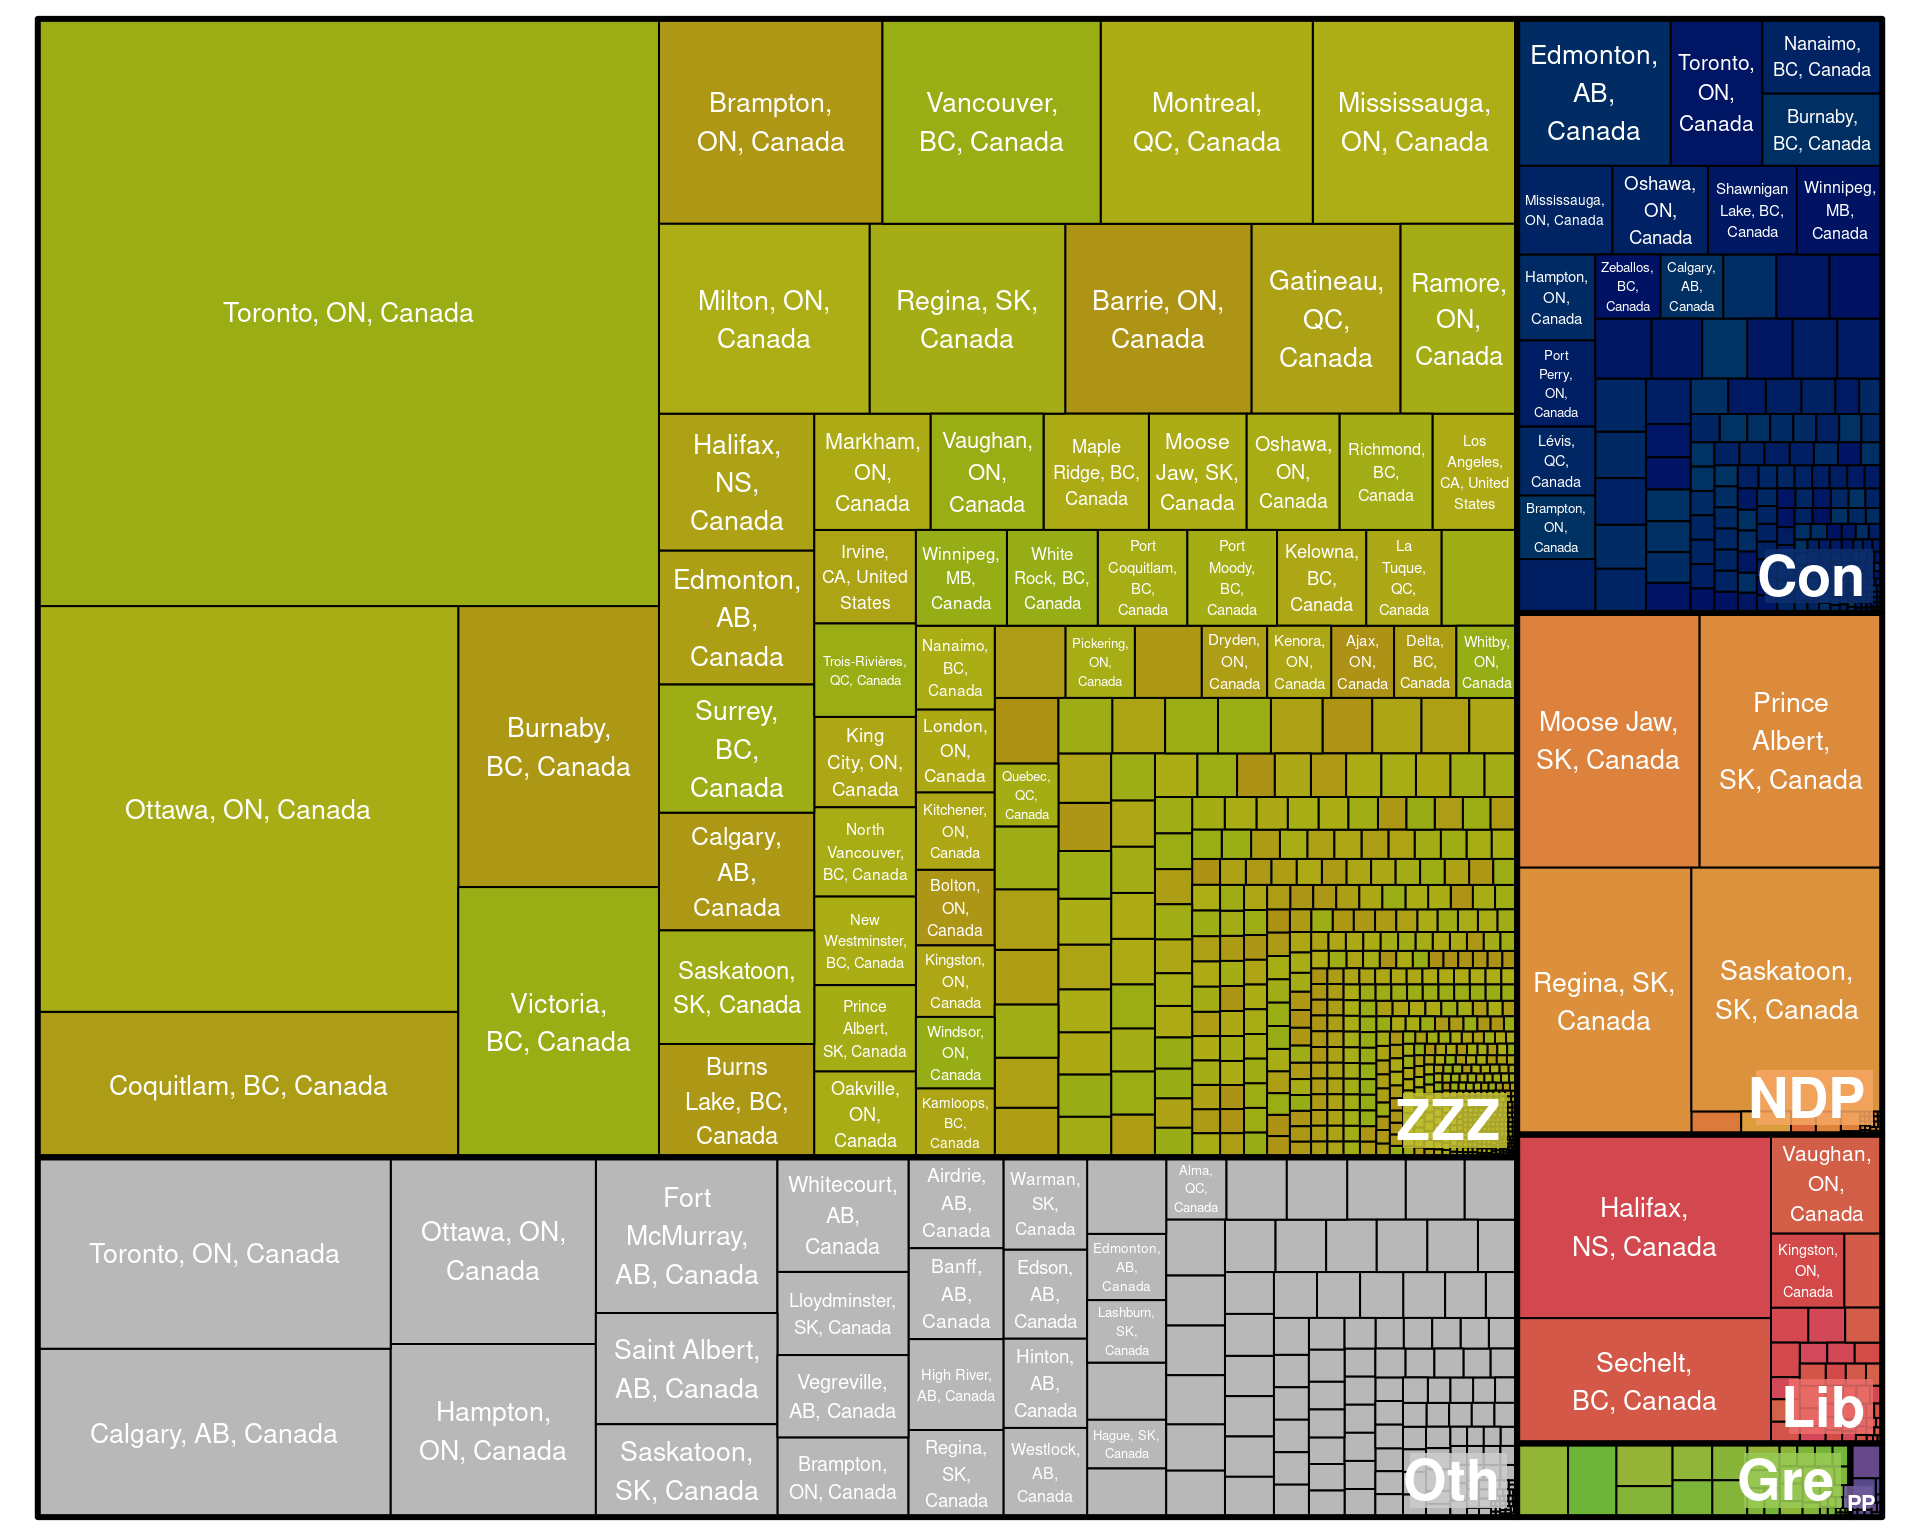 Toronto, ON, Canada
Ottawa, ON, Canada
Coquitlam, BC, Canada
Burnaby,
BC, Canada
Victoria,
BC, Canada
Brampton,
ON, Canada
Vancouver,
BC, Canada
Montreal,
QC, Canada
Mississauga,
ON, Canada
Milton, ON,
Canada
Regina, SK,
Canada
Barrie, ON,
Canada
Gatineau,
QC,
Canada
Ramore,
ON,
Canada
Halifax,
NS,
Canada
Edmonton,
AB,
Canada
Surrey,
BC,
Canada
Calgary,
AB,
Canada
Saskatoon,
SK, Canada
Burns
Lake, BC,
Canada
Markham,
ON,
Canada
Vaughan,
ON,
Canada
Maple
Ridge, BC,
Canada
Moose
Jaw, SK,
Canada
Oshawa,
ON,
Canada
Richmond,
BC,
Canada
Los
Angeles,
CA, United
States
Irvine,
CA, United
States
Trois-Rivières,
QC, Canada
King
City, ON,
Canada
North
Vancouver,
BC, Canada
New
Westminster,
BC, Canada
Prince
Albert,
SK, Canada
Oakville,
ON,
Canada
Winnipeg,
MB,
Canada
White
Rock, BC,
Canada
Port
Coquitlam,
BC,
Canada
Port
Moody,
BC,
Canada
Kelowna,
BC,
Canada
La
Tuque,
QC,
Canada
Nanaimo,
BC,
Canada
London,
ON,
Canada
Kitchener,
ON,
Canada
Bolton,
ON,
Canada
Kingston,
ON,
Canada
Windsor,
ON,
Canada
Kamloops,
BC,
Canada
Pickering,
ON,
Canada
Dryden,
ON,
Canada
Kenora,
ON,
Canada
Ajax,
ON,
Canada
Delta,
BC,
Canada
Whitby,
ON,
Canada
Quebec,
QC,
Canada
ZZZ
Toronto, ON, Canada
Calgary, AB, Canada
Ottawa, ON,
Canada
Hampton,
ON, Canada
Fort
McMurray,
AB, Canada
Saint Albert,
AB, Canada
Saskatoon,
SK, Canada
Whitecourt,
AB,
Canada
Lloydminster,
SK, Canada
Vegreville,
AB, Canada
Brampton,
ON, Canada
Airdrie,
AB,
Canada
Banff,
AB,
Canada
High River,
AB, Canada
Regina,
SK,
Canada
Warman,
SK,
Canada
Edson,
AB,
Canada
Hinton,
AB,
Canada
Westlock,
AB,
Canada
Edmonton,
AB,
Canada
Lashburn,
SK,
Canada
Hague, SK,
Canada
Alma,
QC,
Canada
Oth
Edmonton,
AB,
Canada
Toronto,
ON,
Canada
Nanaimo,
BC, Canada
Burnaby,
BC, Canada
Mississauga,
ON, Canada
Oshawa,
ON,
Canada
Shawnigan
Lake, BC,
Canada
Winnipeg,
MB,
Canada
Hampton,
ON,
Canada
Port
Perry,
ON,
Canada
Lévis,
QC,
Canada
Brampton,
ON,
Canada
Zeballos,
BC,
Canada
Calgary,
AB,
Canada
Con
Moose Jaw,
SK, Canada
Prince
Albert,
SK, Canada
Regina, SK,
Canada
Saskatoon,
SK, Canada
NDP
Halifax,
NS, Canada
Sechelt,
BC, Canada
Vaughan,
ON,
Canada
Kingston,
ON,
Canada
Lib
Gre
PP